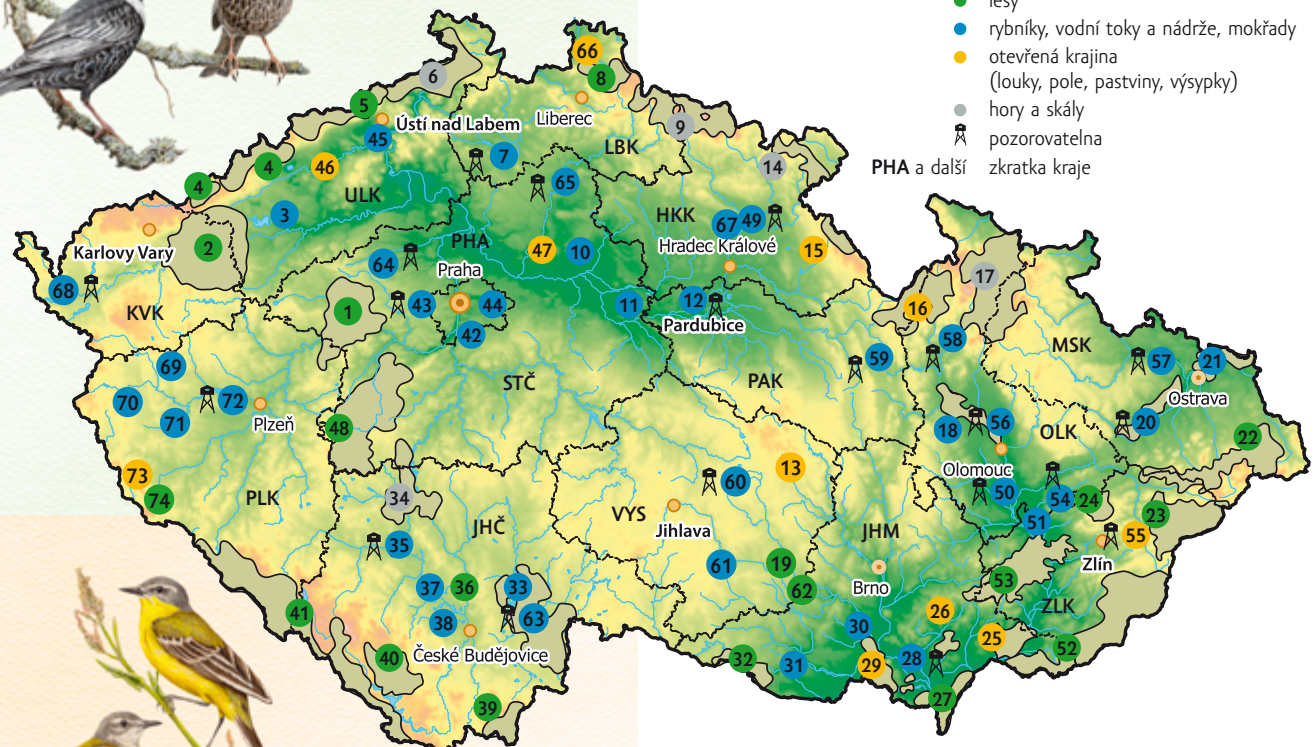 lesy
rybníky, vodní toky a nádrže, mokřady
otevřená krajina
(louky, pole, pastviny, výsypky)
hory a skály
pozorovatelna
PHA a další zkratka kraje
66
6
8
5
Liberec
Ústí nad Labem
9
45
LBK
7
4
46
14
65
4
ULK
3
HKK
67
49
PHA
Hradec Králové
2
Karlovy Vary
47
10
15
64
Praha
17
68
43
44
11
12
16
KVK
1
Pardubice
42
58
MSK
57
21
69
59
STČ
PAK
Ostrava
70
72
71
Plzeň
48
18
56
20
OLK
22
73
13
Olomouc
74
PLK
34
60
50
54
24
VYS
JHČ
51
23
Jihlava
JHM
55
35
Zlín
61
19
Brno
37
36
33
62
53
41
26
ZLK
38
63
30
25
40
České Budějovice
32
31
29
28
52
27
39